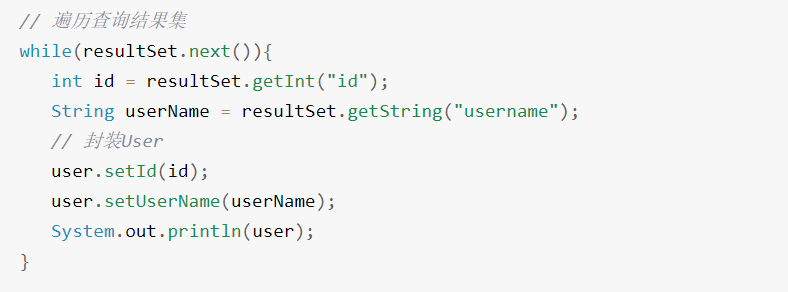 // 遍历查询结果集
while(resultSet.next()){
int id = resultSet.getInt("id");
String userName = resultSet.getString("username");
// 封装User
user.setId(id);
user.setUserName(userName);
System.out.println(user);
}